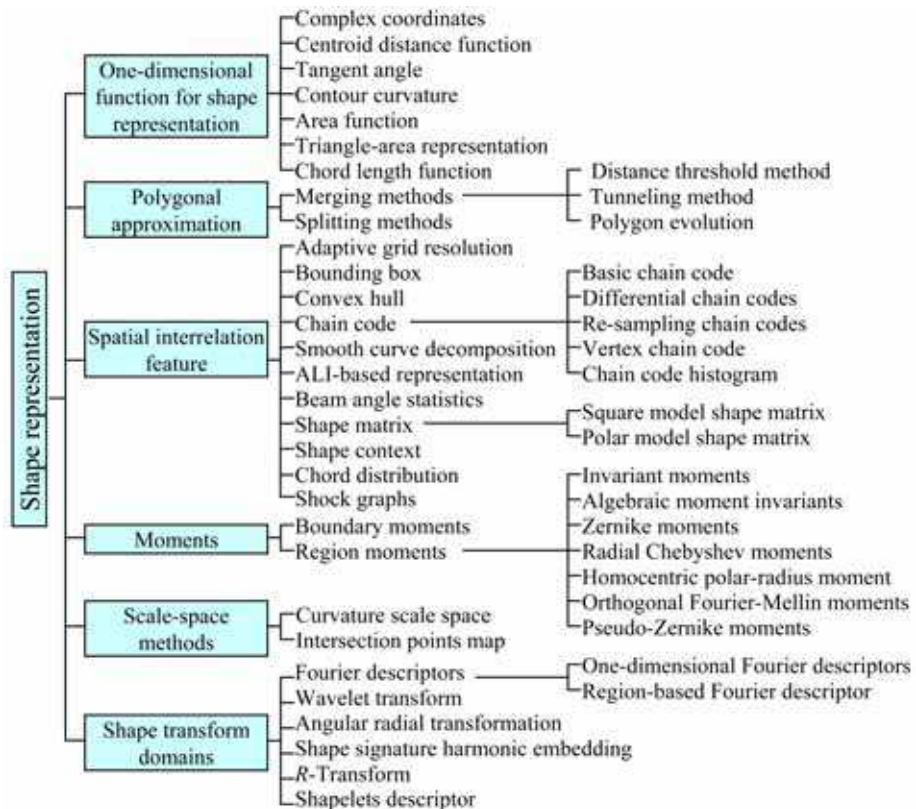 Shape representation
One-dimensional
function for shape
representation
Complex coordinates
Centroid distance function
Tangent angle
Contour curvature
Area function
Triangle-area representation
Chord length function
Polygonal
approximation
Merging methods
Splitting methods
Distance threshold method
Tunneling method
Polygon evolution
Spatial interrelation
feature
Adaptive grid resolution
Bounding box
Convex hull
Chain code
Smooth curve decomposition
ALI-based representation
Beam angle statistics
Shape matrix
Shape context
Chord distribution
Shock graphs
Basic chain code
Differential chain codes
Re-sampling chain codes
Vertex chain code
Chain code histogram
Square model shape matrix
Polar model shape matrix
Moments
Boundary moments
Region moments
Invariant moments
Algebraic moment invariants
Zernike moments
Radial Chebyshev moments
Homocentric polar-radius moment
Orthogonal Fourier-Mellin moments
Pseudo-Zernike moments
Scale-space
methods
Curvature scale space
Intersection points map
Shape transform
domains
Fourier descriptors
Wavelet transform
Angular radial transformation
Shape signature harmonic embedding
R-Transform
Shapelets descriptor
One-dimensional Fourier descriptors
Region-based Fourier descriptor